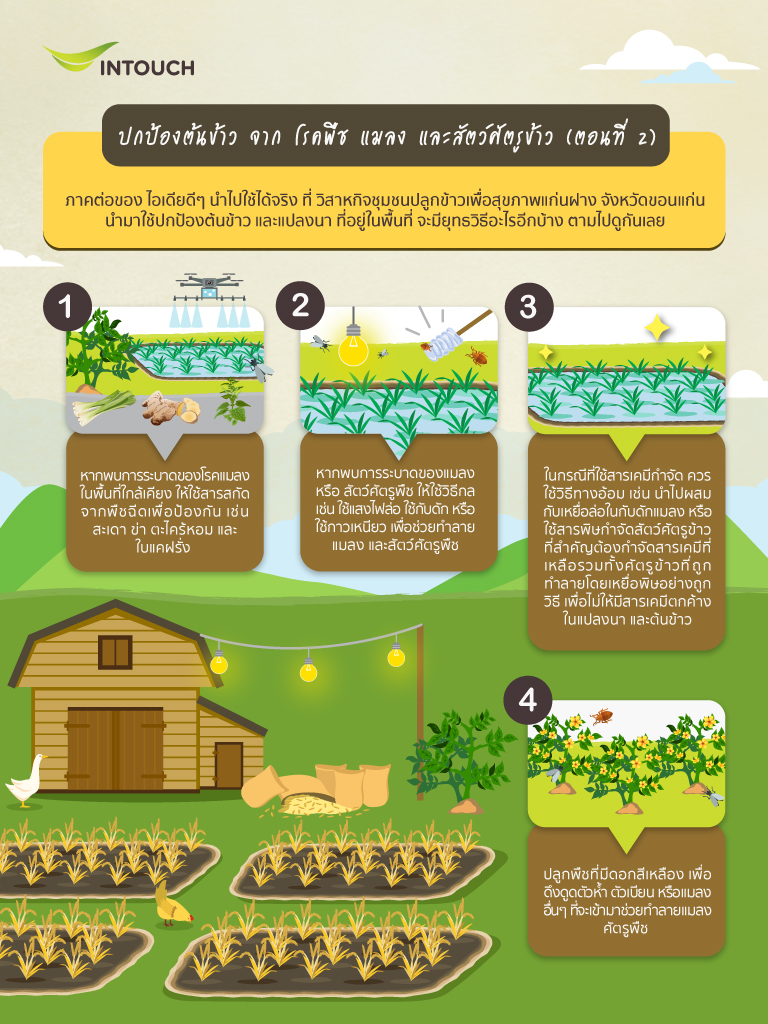 INTOUCH
ปกป้องต้นข้าว จาก โรคพืช แมลง และสัตว์ศัตรูข้าว (ตอนที่ 2)
ภาคต่อของ ไอเดียดีๆ นำไปใช้ได้จริง ที่ วิสาหกิจชุมชนปลูกข้าวเพื่อสุขภาพแก่นฝาง จังหวัดขอนแก่น
นำมาใช้ปกป้องต้นข้าว และแปลงนา ที่อยู่ในพื้นที่ จะมียุทธวิธีอะไรอีกบ้าง ตามไปดูกันเลย
1
หากพบการระบาดของโรคแมลง
ในพื้นที่ใกล้เคียง ให้ใช้สารสกัด
จากพืชฉีดเพื่อป้องกัน เช่น
สะเดา ข่า ตะไคร้หอม และ
ใบแคฝรั่ง
2
หากพบการระบาดของแมลง
หรือ สัตว์ศัตรูพืช ให้ใช้วิธีกล
เช่น ใช้แสงไฟล่อ ใช้กับดัก หรือ
ใช้กาวเหนียว เพื่อช่วยทำลาย
แมลง และสัตว์ศัตรูพืช
3
ในกรณีที่ใช้สารเคมีกำจัด ควร
ใช้วิธีทางอ้อม เช่น นำไปผสม
กับเหยื่อล่อในกับดักแมลง หรือ
ใช้สารพิษกำจัดสัตว์ศัตรูข้าว
ที่สำคัญต้องกำจัดสารเคมีที่
เหลือรวมทั้งศัตรูข้าวที่ถูก
ทำลายโดยเหยื่อพิษอย่างถูก
วิธี เพื่อไม่ให้มีสารเคมีตกค้าง
ในแปลงนา และต้นข้าว
4
ปลูกพืชที่มีดอกสีเหลือง เพื่อ
ดึงดูดตัวห้ำ ตัวเบียน หรือแมลง
อื่นๆ ที่จะเข้ามาช่วยทำลายแมลง
ศัตรูพืช